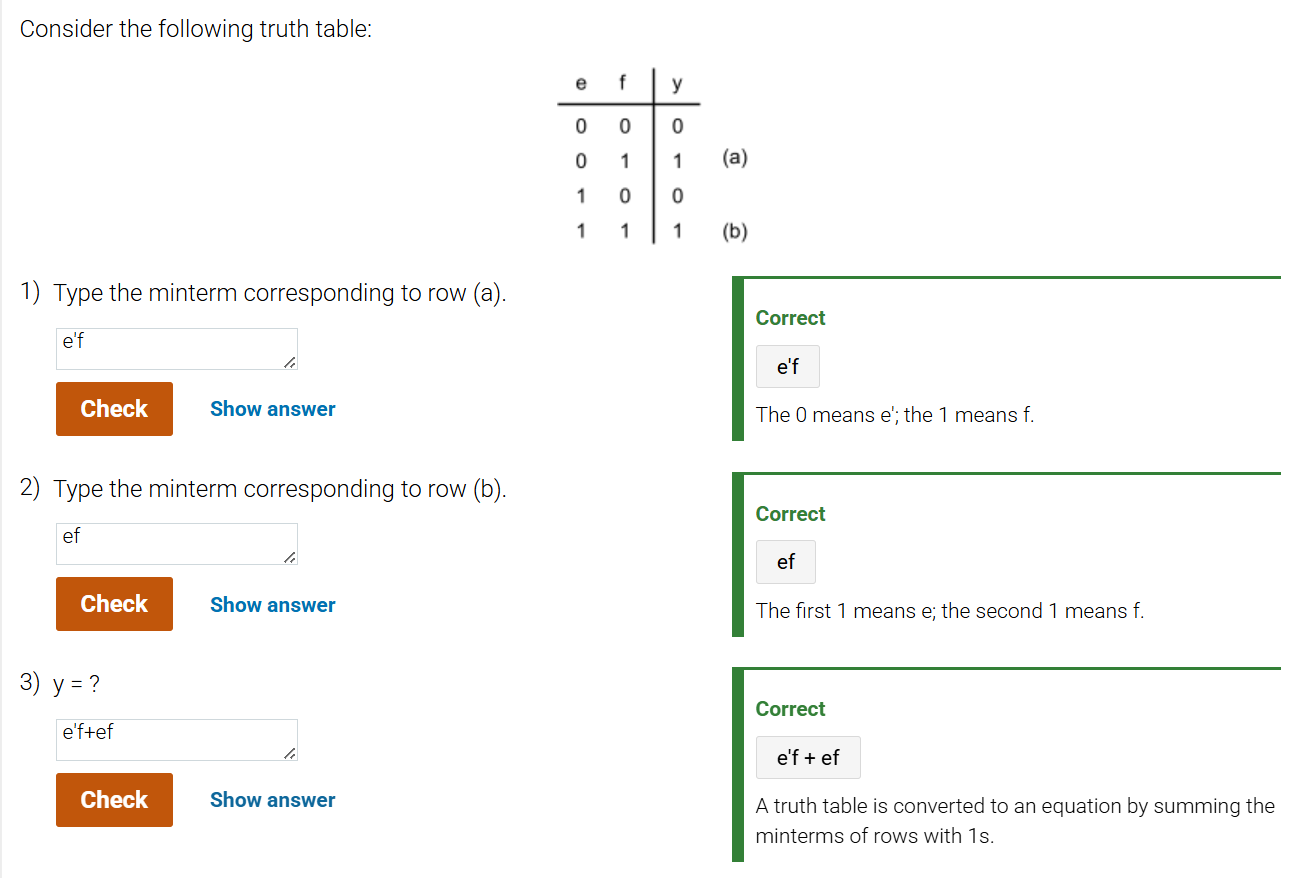 Consider the following truth table:
e f y
0 0 0
0 1 1 (a)
1 0 0
1 1 1 (b)
1) Type the minterm corresponding to row (a).
e'f
Check Show answer
Correct
e'f
The 0 means e'; the 1 means f.
2) Type the minterm corresponding to row (b).
ef
Check Show answer
Correct
ef
The first 1 means e; the second 1 means f.
3) y = ?
e'f+ef
Check Show answer
Correct
e'f + ef
A truth table is converted to an equation by summing the
minterms of rows with 1s.